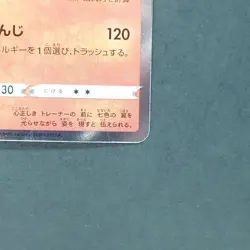 んじ 120
ルギーを1個選び、トラッシュする。
30 にげる
心正しき トレーナーの 前に 七色の 翼を
光らせながら 姿を 現すと 伝えられる。